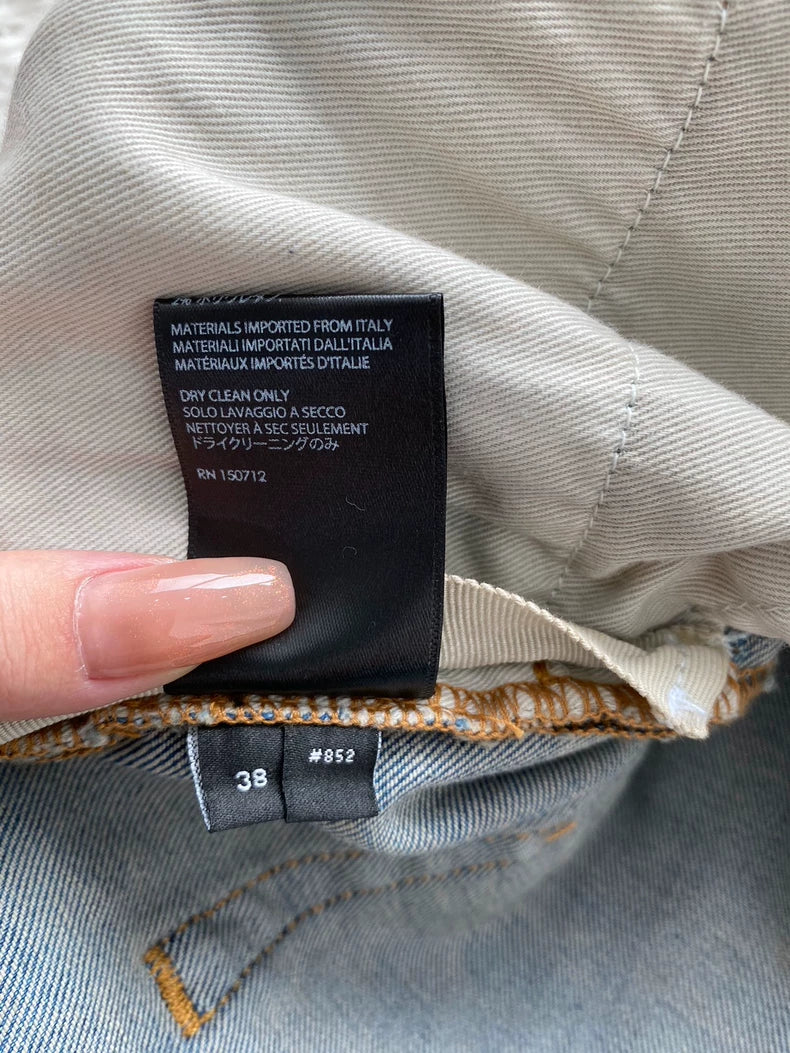 MATERIALS IMPORTED FROM ITALY
MATERIALI IMPORTATI DALL'ITALIA
MATÉRIAUX IMPORTÉS D'ITALIE
DRY CLEAN ONLY
SOLO LAVAGGIO A SECCO
NETTOYER À SEC SEULEMENT
ドライクリーニングのみ
RN 150712
38
#852